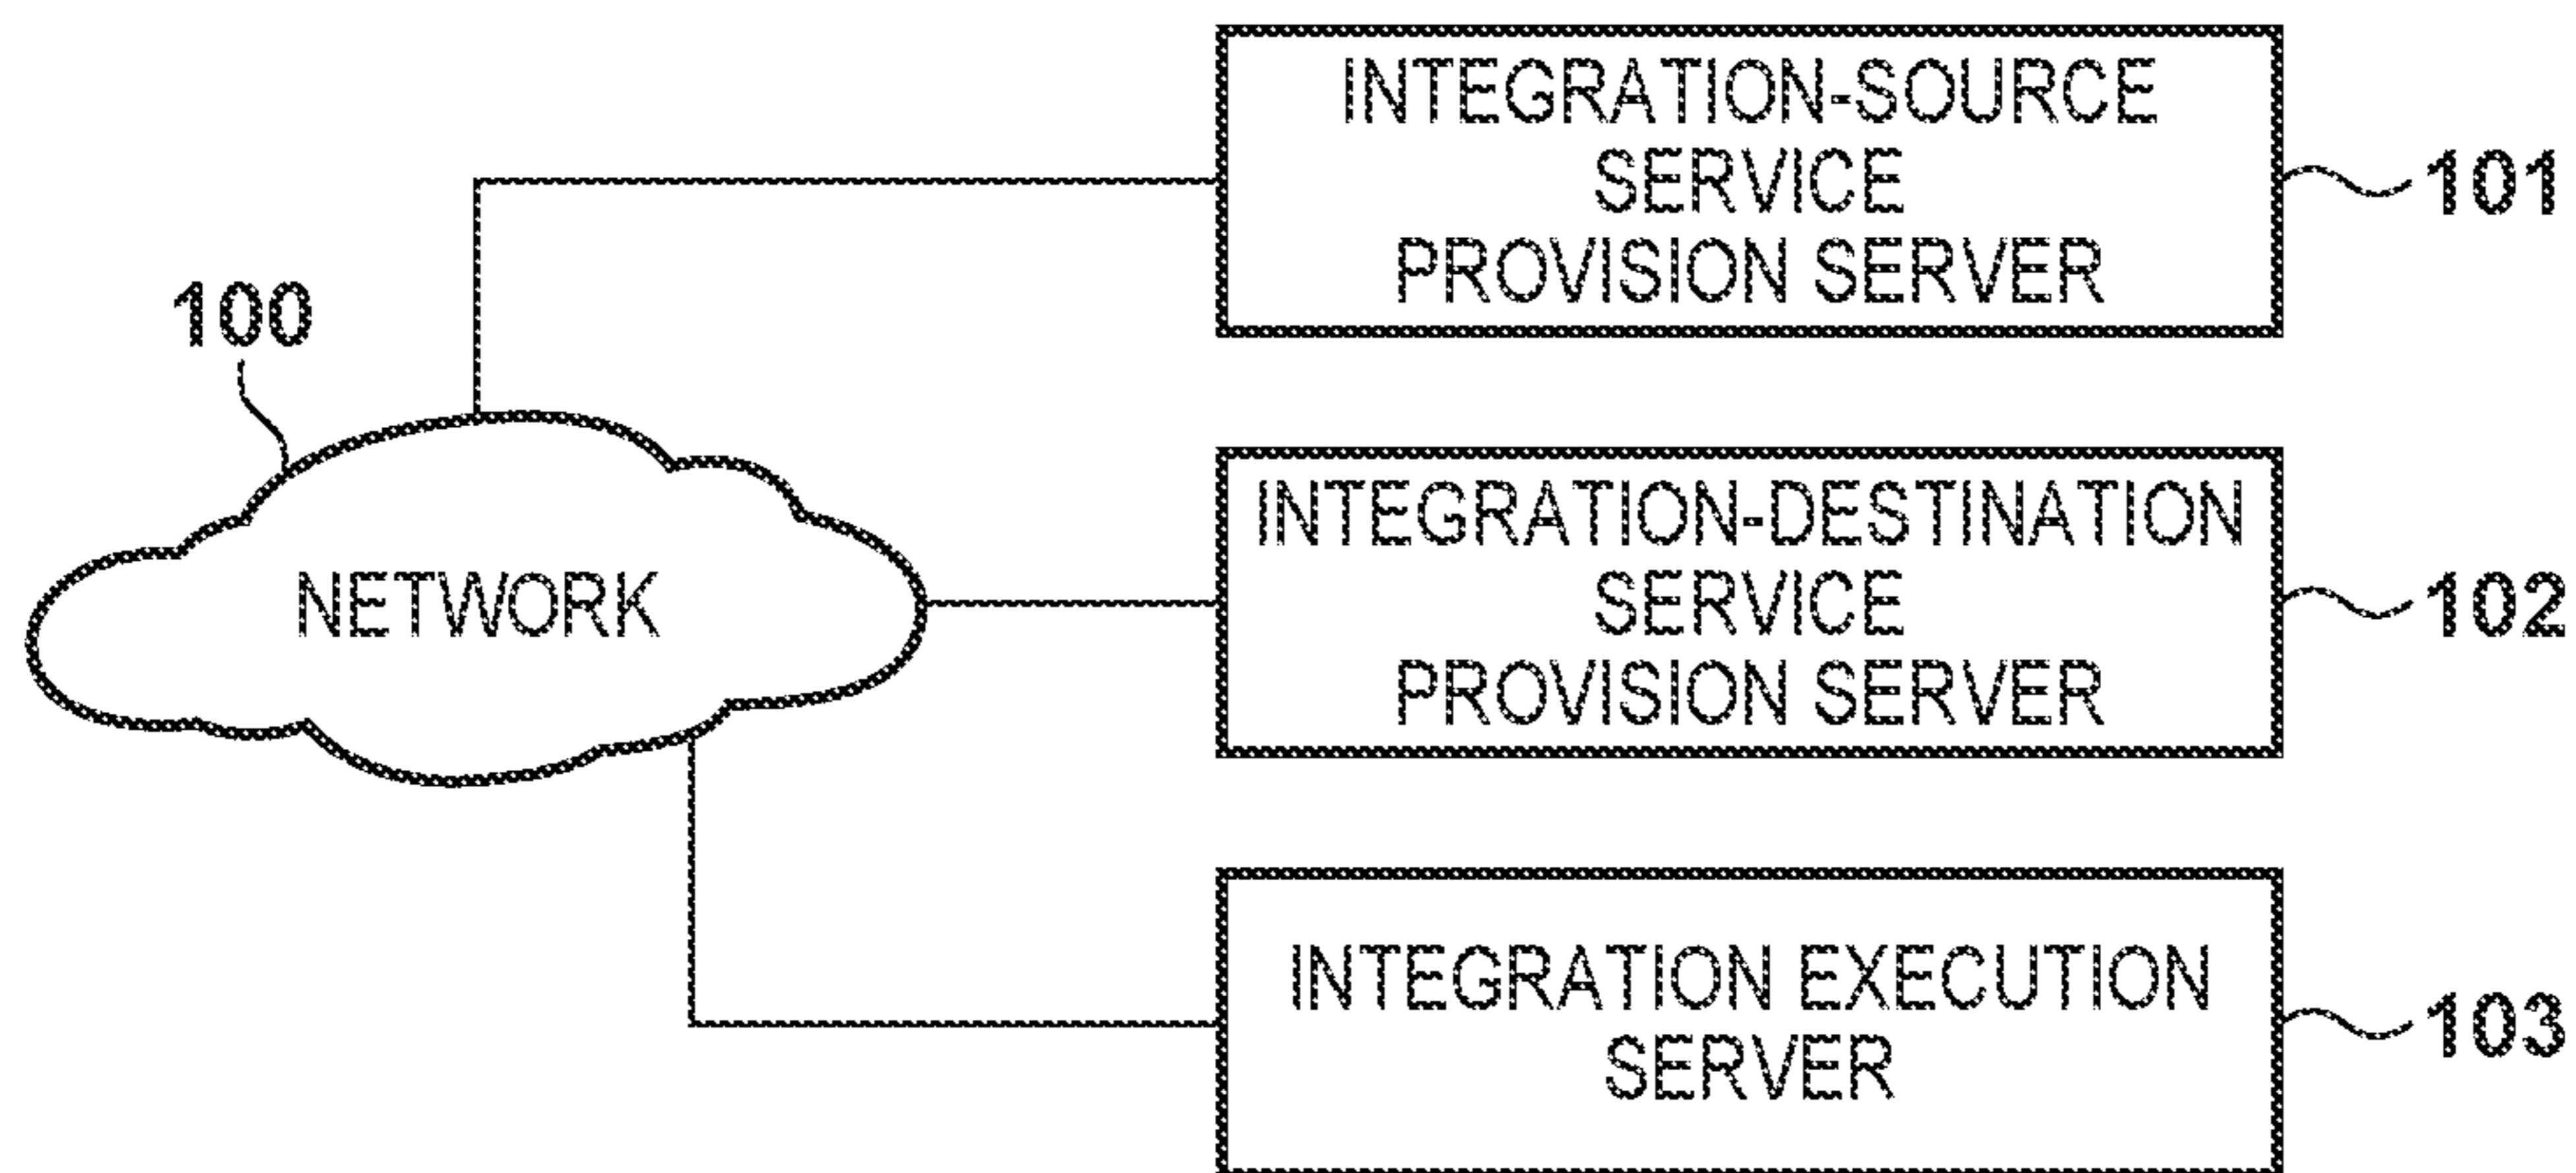 INTEGRATION-SOURCE
SERVICE
PROVISION SERVER
101
100
NETWORK
INTEGRATION-DESTINATION
SERVICE
PROVISION SERVER
102
INTEGRATION EXECUTION
SERVER
103